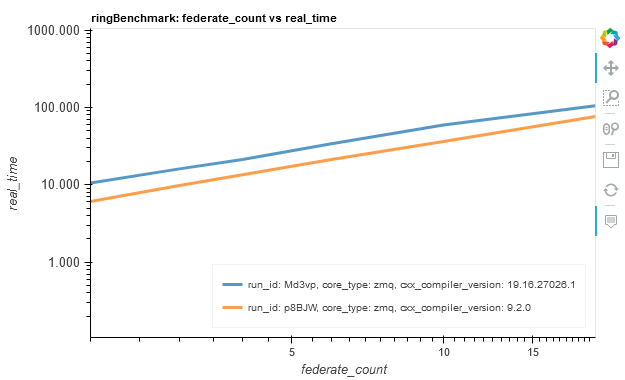 ringBenchmark: federate_count vs real_time
1000.000
100.000
10.000
1.000
real_time
run_id: Md3vp, core_type: zmq, cxx_compiler_version: 19.16.27026.1
run_id: p8BJW, core_type: zmq, cxx_compiler_version: 9.2.0
5
10
15
federate_count